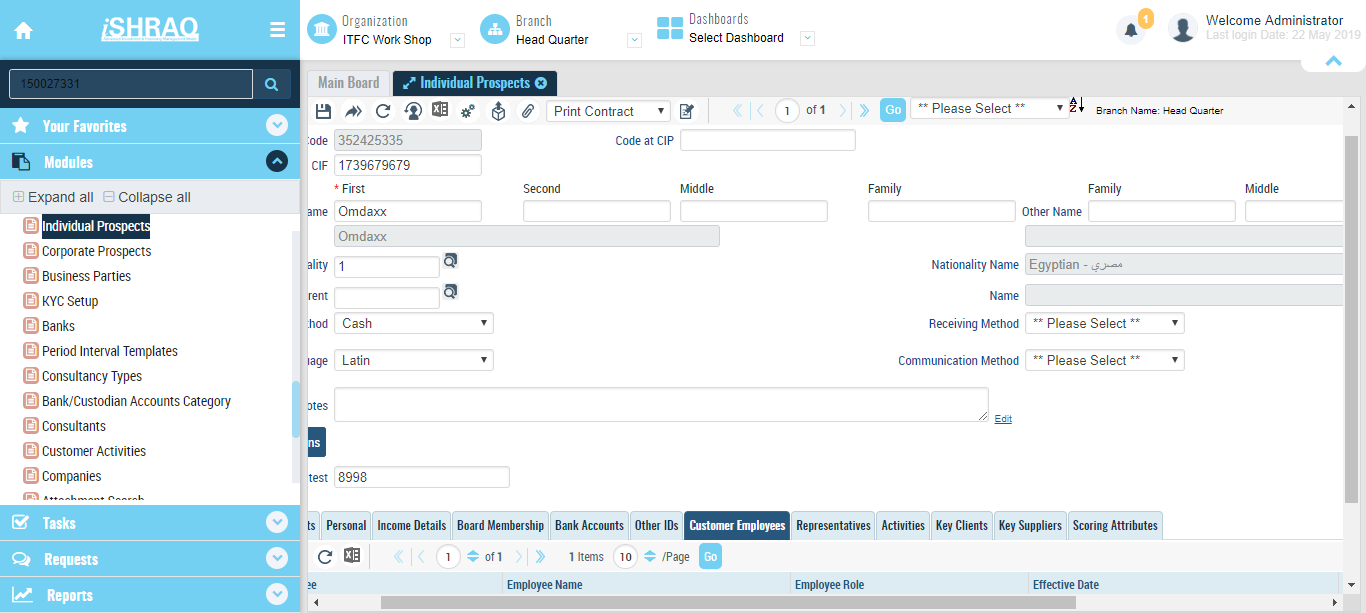 iSHRAQ
Organization
ITFC Work Shop
Branch
Head Quarter
Dashboards
Select Dashboard
1
Welcome Administrator
Last login Date: 22 May 2019
150027331
Your Favorites
Modules
Expand all
Collapse all
Individual Prospects
Corporate Prospects
Business Parties
KYC Setup
Banks
Period Interval Templates
Consultancy Types
Bank/Custodian Accounts Category
Consultants
Customer Activities
Companies
Attachment Search
Tasks
Requests
Reports
Main Board
Individual Prospects
Print Contract
1 of 1
Go
** Please Select **
Branch Name: Head Quarter
ode 352425335
Code at CIP
CIF 1739679679
* First Second Middle Family Family Middle
ame Omdaxx
Other Name
Omdaxx
ality 1
Nationality Name Egyptian - مصري
rent
Name
hod Cash
Receiving Method ** Please Select **
uage Latin
Communication Method ** Please Select **
otes
Edit
ns
test 8998
ts Personal Income Details Board Membership Bank Accounts Other IDs Customer Employees Representatives Activities Key Clients Key Suppliers Scoring Attributes
1 of 1 1 Items 10 /Page Go
ee Employee Name Employee Role Effective Date